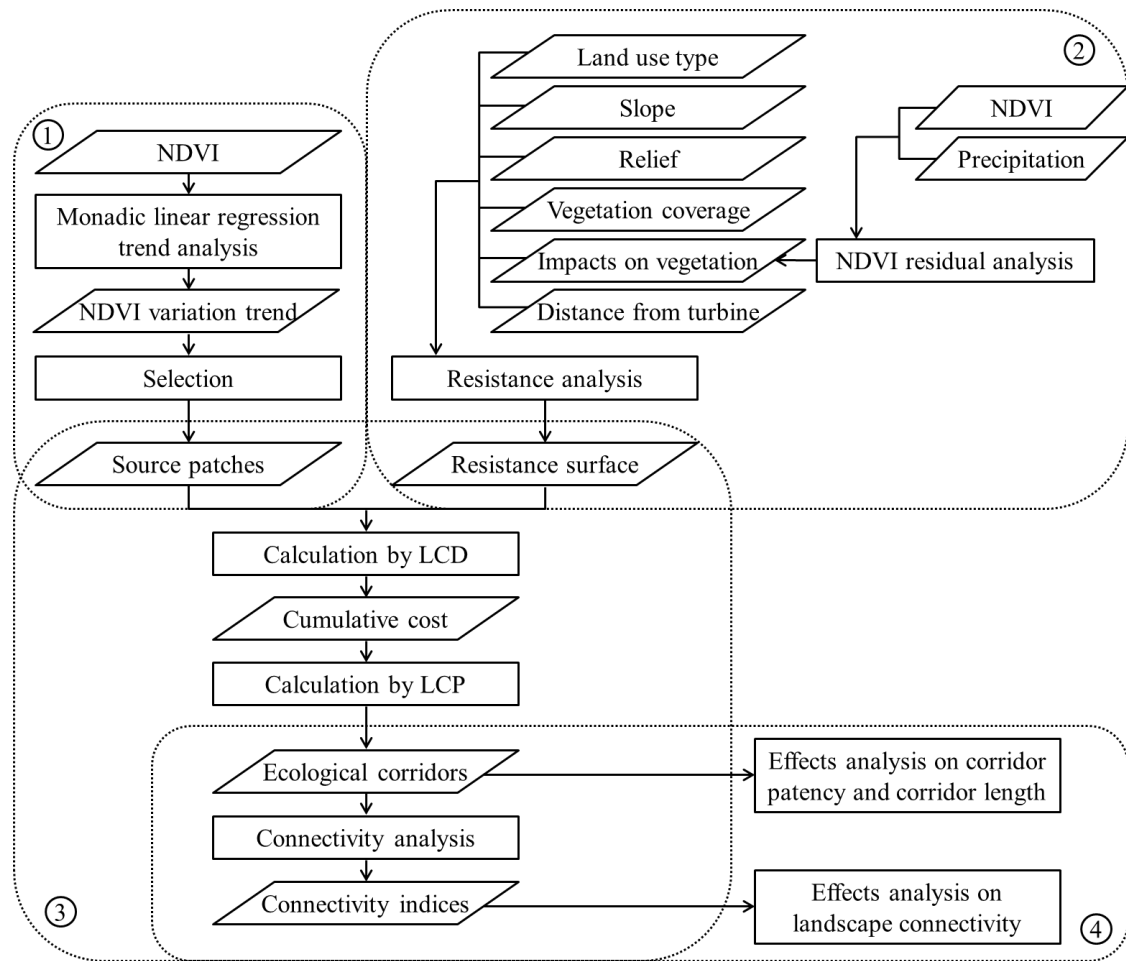 ①
NDVI
Monadic linear regression
trend analysis
NDVI variation trend
Selection
Source patches
②
Land use type
Slope
Relief
Vegetation coverage
Impacts on vegetation
Distance from turbine
NDVI
Precipitation
NDVI residual analysis
Resistance analysis
Resistance surface
③
Calculation by LCD
Cumulative cost
Calculation by LCP
Ecological corridors
Connectivity analysis
Connectivity indices
Effects analysis on corridor
patency and corridor length
Effects analysis on
landscape connectivity
④